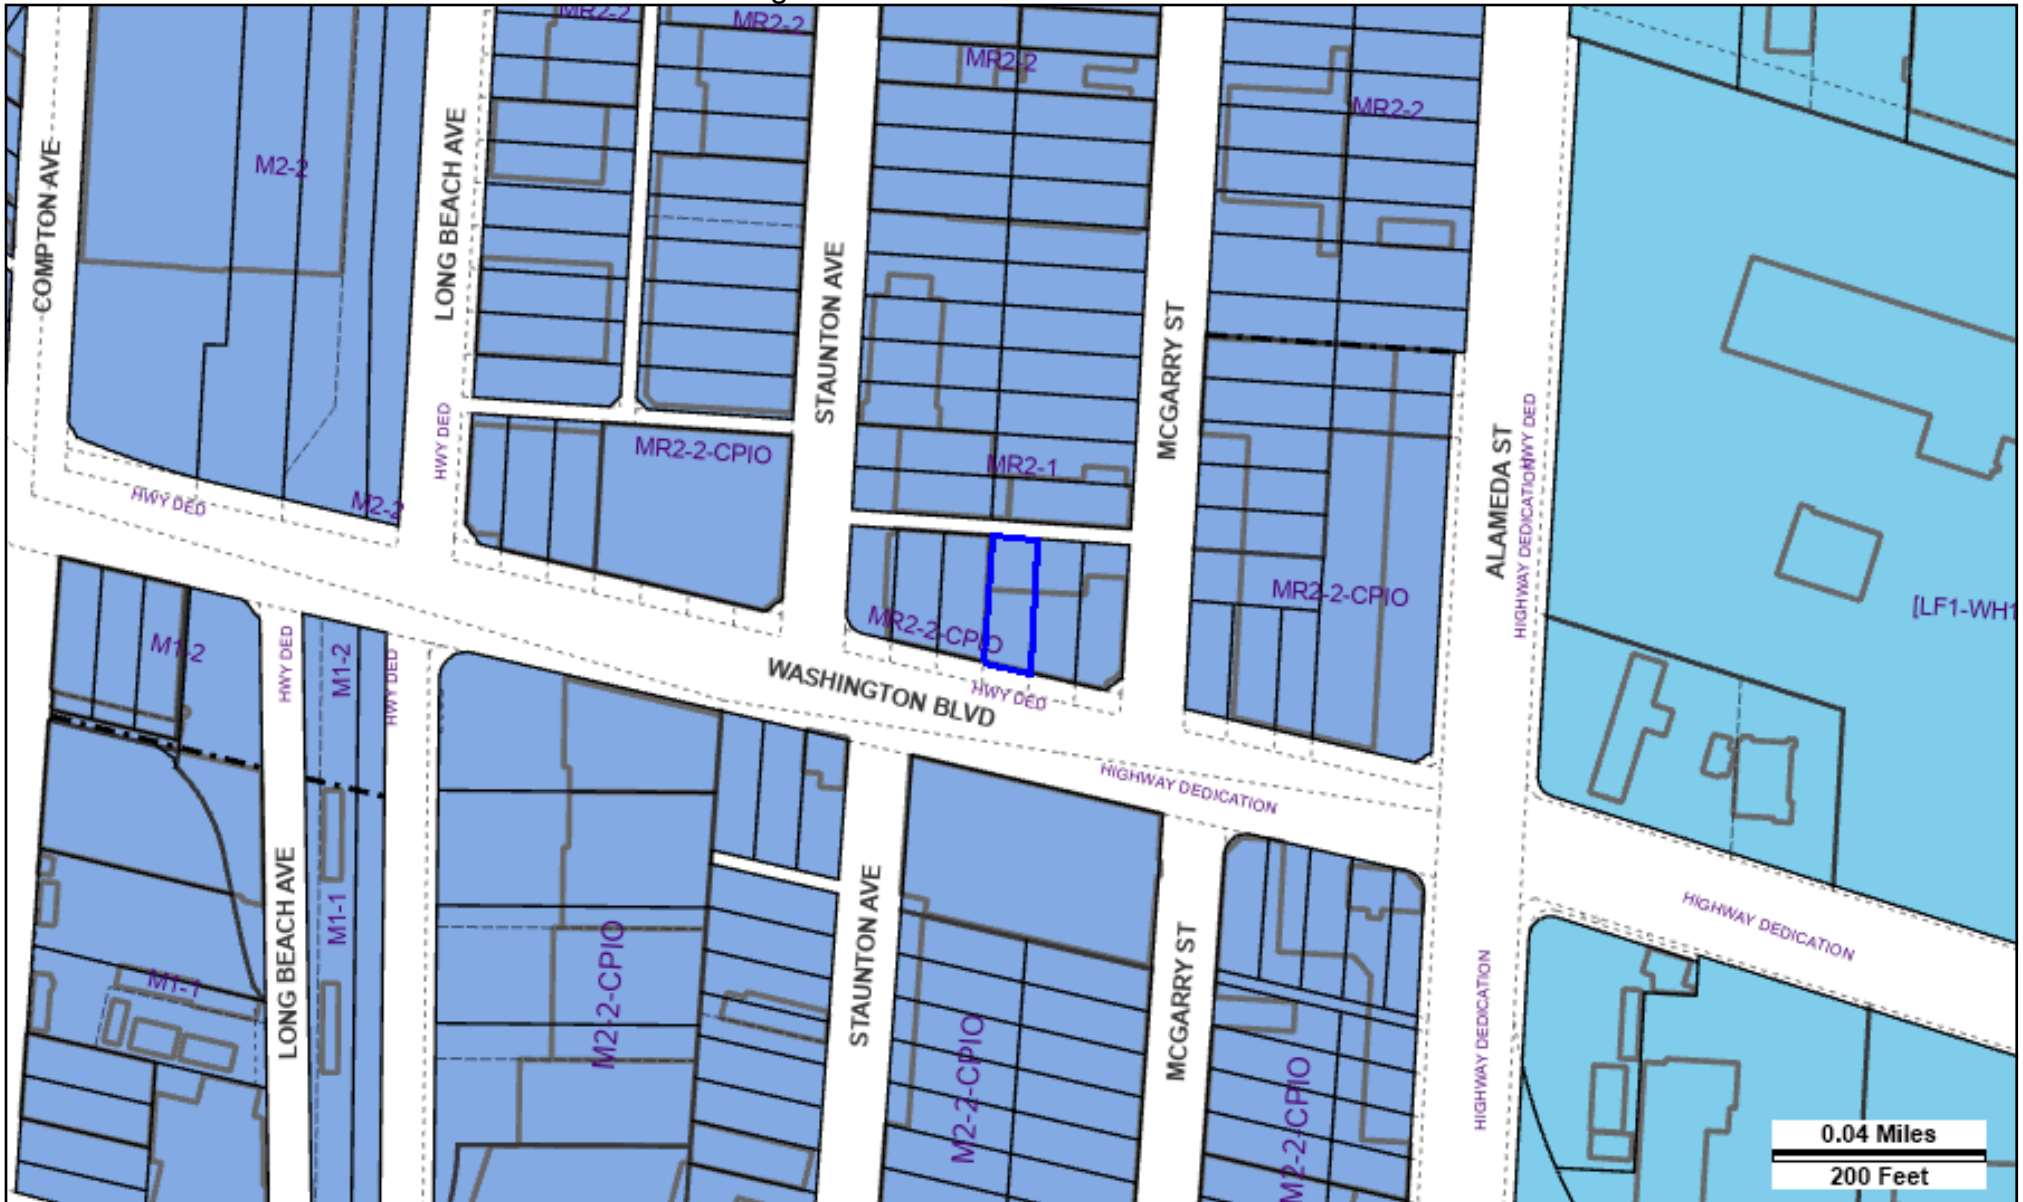 MR2-2
MR2-2
MR2-2
MR2-2
M2-2
COMPTON AVE
LONG BEACH AVE
STAUNTON AVE
MCGARRY ST
ALAMEDA ST
HWY DED
HIGHWAY DEDICATION
HWY DED
MR2-2-CPIO
MR2-1
HWY DED
M2-2
MR2-2-CPIO
[LF1-WH1
MR2-2-CPIO
M1-2
HWY DED
M1-2
HWY DED
WASHINGTON BLVD
HWY DED
HIGHWAY DEDICATION
LONG BEACH AVE
M1-1
M1-1
M2-2-CPIO
STAUNTON AVE
M2-2-CPIO
MCGARRY ST
M2-2-CPIO
HIGHWAY DEDICATION
HIGHWAY DEDICATION
0.04 Miles
200 Feet